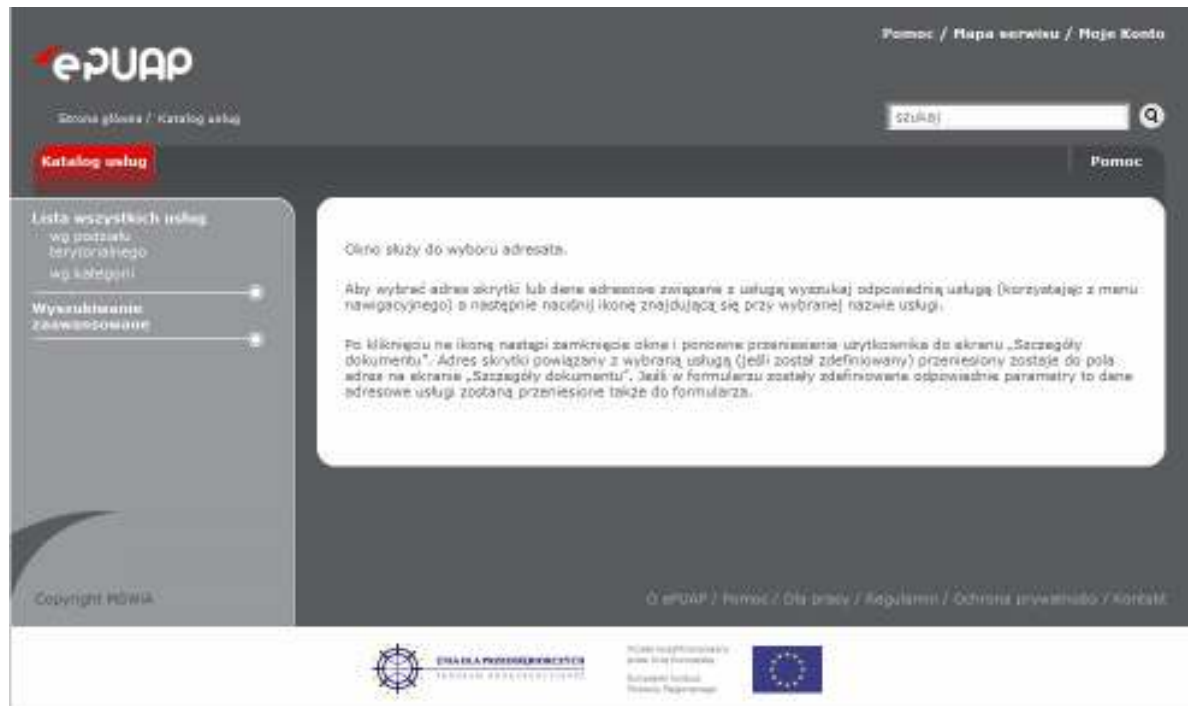 Pomoc / Mapa serwisu / Moje Konto
ePUAP
Strona główna / Katalog usług
szukaj
Katalog usług
Pomoc
Lista wszystkich usług
wg podziału
terytorialnego
wg kategorii
Wyszukiwanie
zaawansowane
Okno służy do wyboru adresata.
Aby wybrać adres skrytki lub dane adresowe związane z usługą wyszukaj odpowiednią usługę (korzystając z menu
nawigacyjnego) a następnie naciśnij ikonę znajdującą się przy wybranej nazwie usługi.
Po kliknięciu na ikonę nastąpi zamknięcie okna i ponowne przeniesienie użytkownika do ekranu „Szczegóły
dokumentu”. Adres skrytki powiązany z wybraną usługą (jeśli został zdefiniowany) przeniesiony zostaje do pola
adres na ekranie „Szczegóły dokumentu”. Jeśli w formularzu zostały zdefiniowane odpowiednie parametry to dane
adresowe usługi zostaną przeniesione także do formularza.
Copyright MSWiA
O ePUAP / Pomoc / Dla prasy / Regulamin / Ochrona prywatności / Kontakt
UNIA DLA PRZEDSIĘBIORCZYCH
PROGRAM KONKURENCYJNOŚĆ